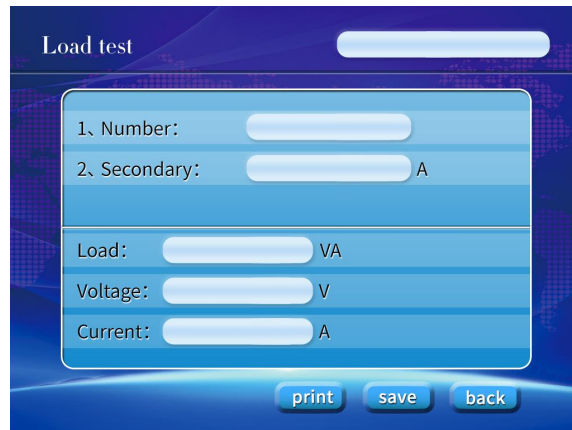 Load test
1、Number：
2、Secondary： A
Load： VA
Voltage： V
Current： A
print save back